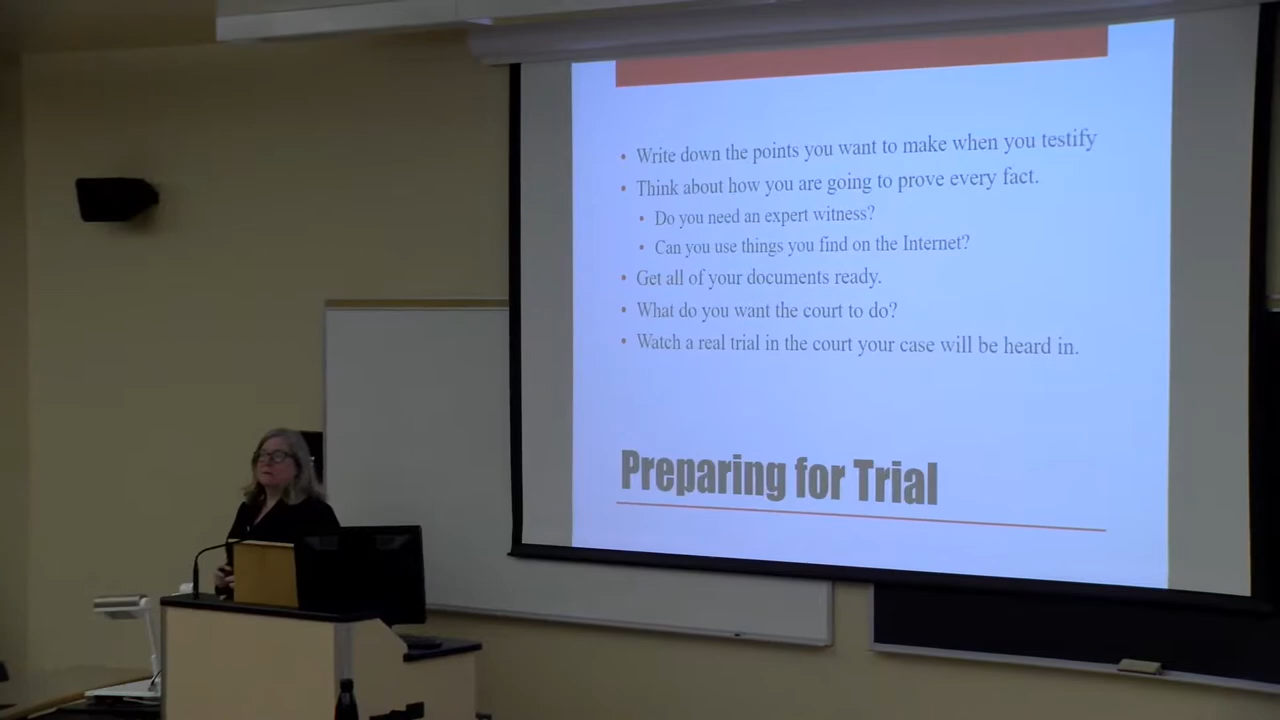 • Write down the points you want to make when you testify
• Think about how you are going to prove every fact.
• Do you need an expert witness?
• Can you use things you find on the Internet?
• Get all of your documents ready.
• What do you want the court to do?
• Watch a real trial in the court your case will be heard in.
Preparing for Trial